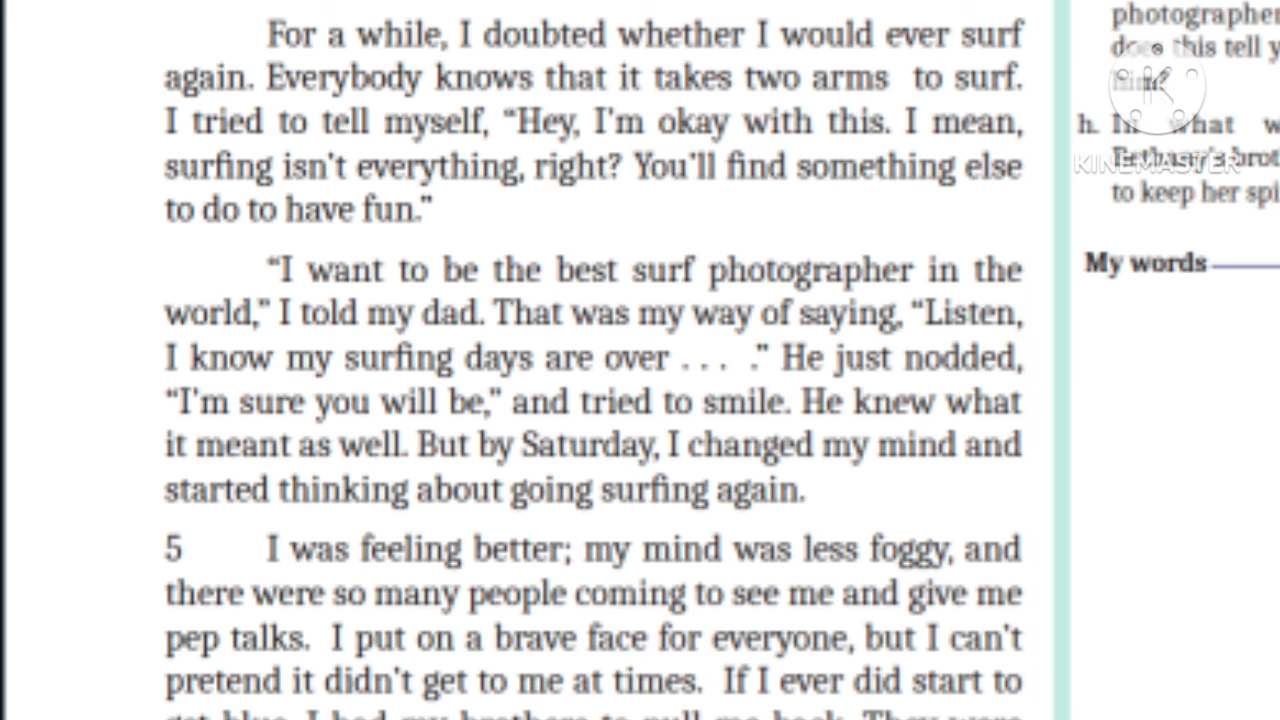 For a while, I doubted whether I would ever surf
again. Everybody knows that it takes two arms to surf.
I tried to tell myself, “Hey, I’m okay with this. I mean,
surfing isn’t everything, right? You’ll find something else
to do to have fun.”
“I want to be the best surf photographer in the
world,” I told my dad. That was my way of saying, “Listen,
I know my surfing days are over . . . .” He just nodded,
“I’m sure you will be,” and tried to smile. He knew what
it meant as well. But by Saturday, I changed my mind and
started thinking about going surfing again.
5 I was feeling better; my mind was less foggy, and
there were so many people coming to see me and give me
pep talks. I put on a brave face for everyone, but I can’t
pretend it didn’t get to me at times. If I ever did start to
photographer
does this tell
him?
h. In what
to keep her
My words
KINEMASTER